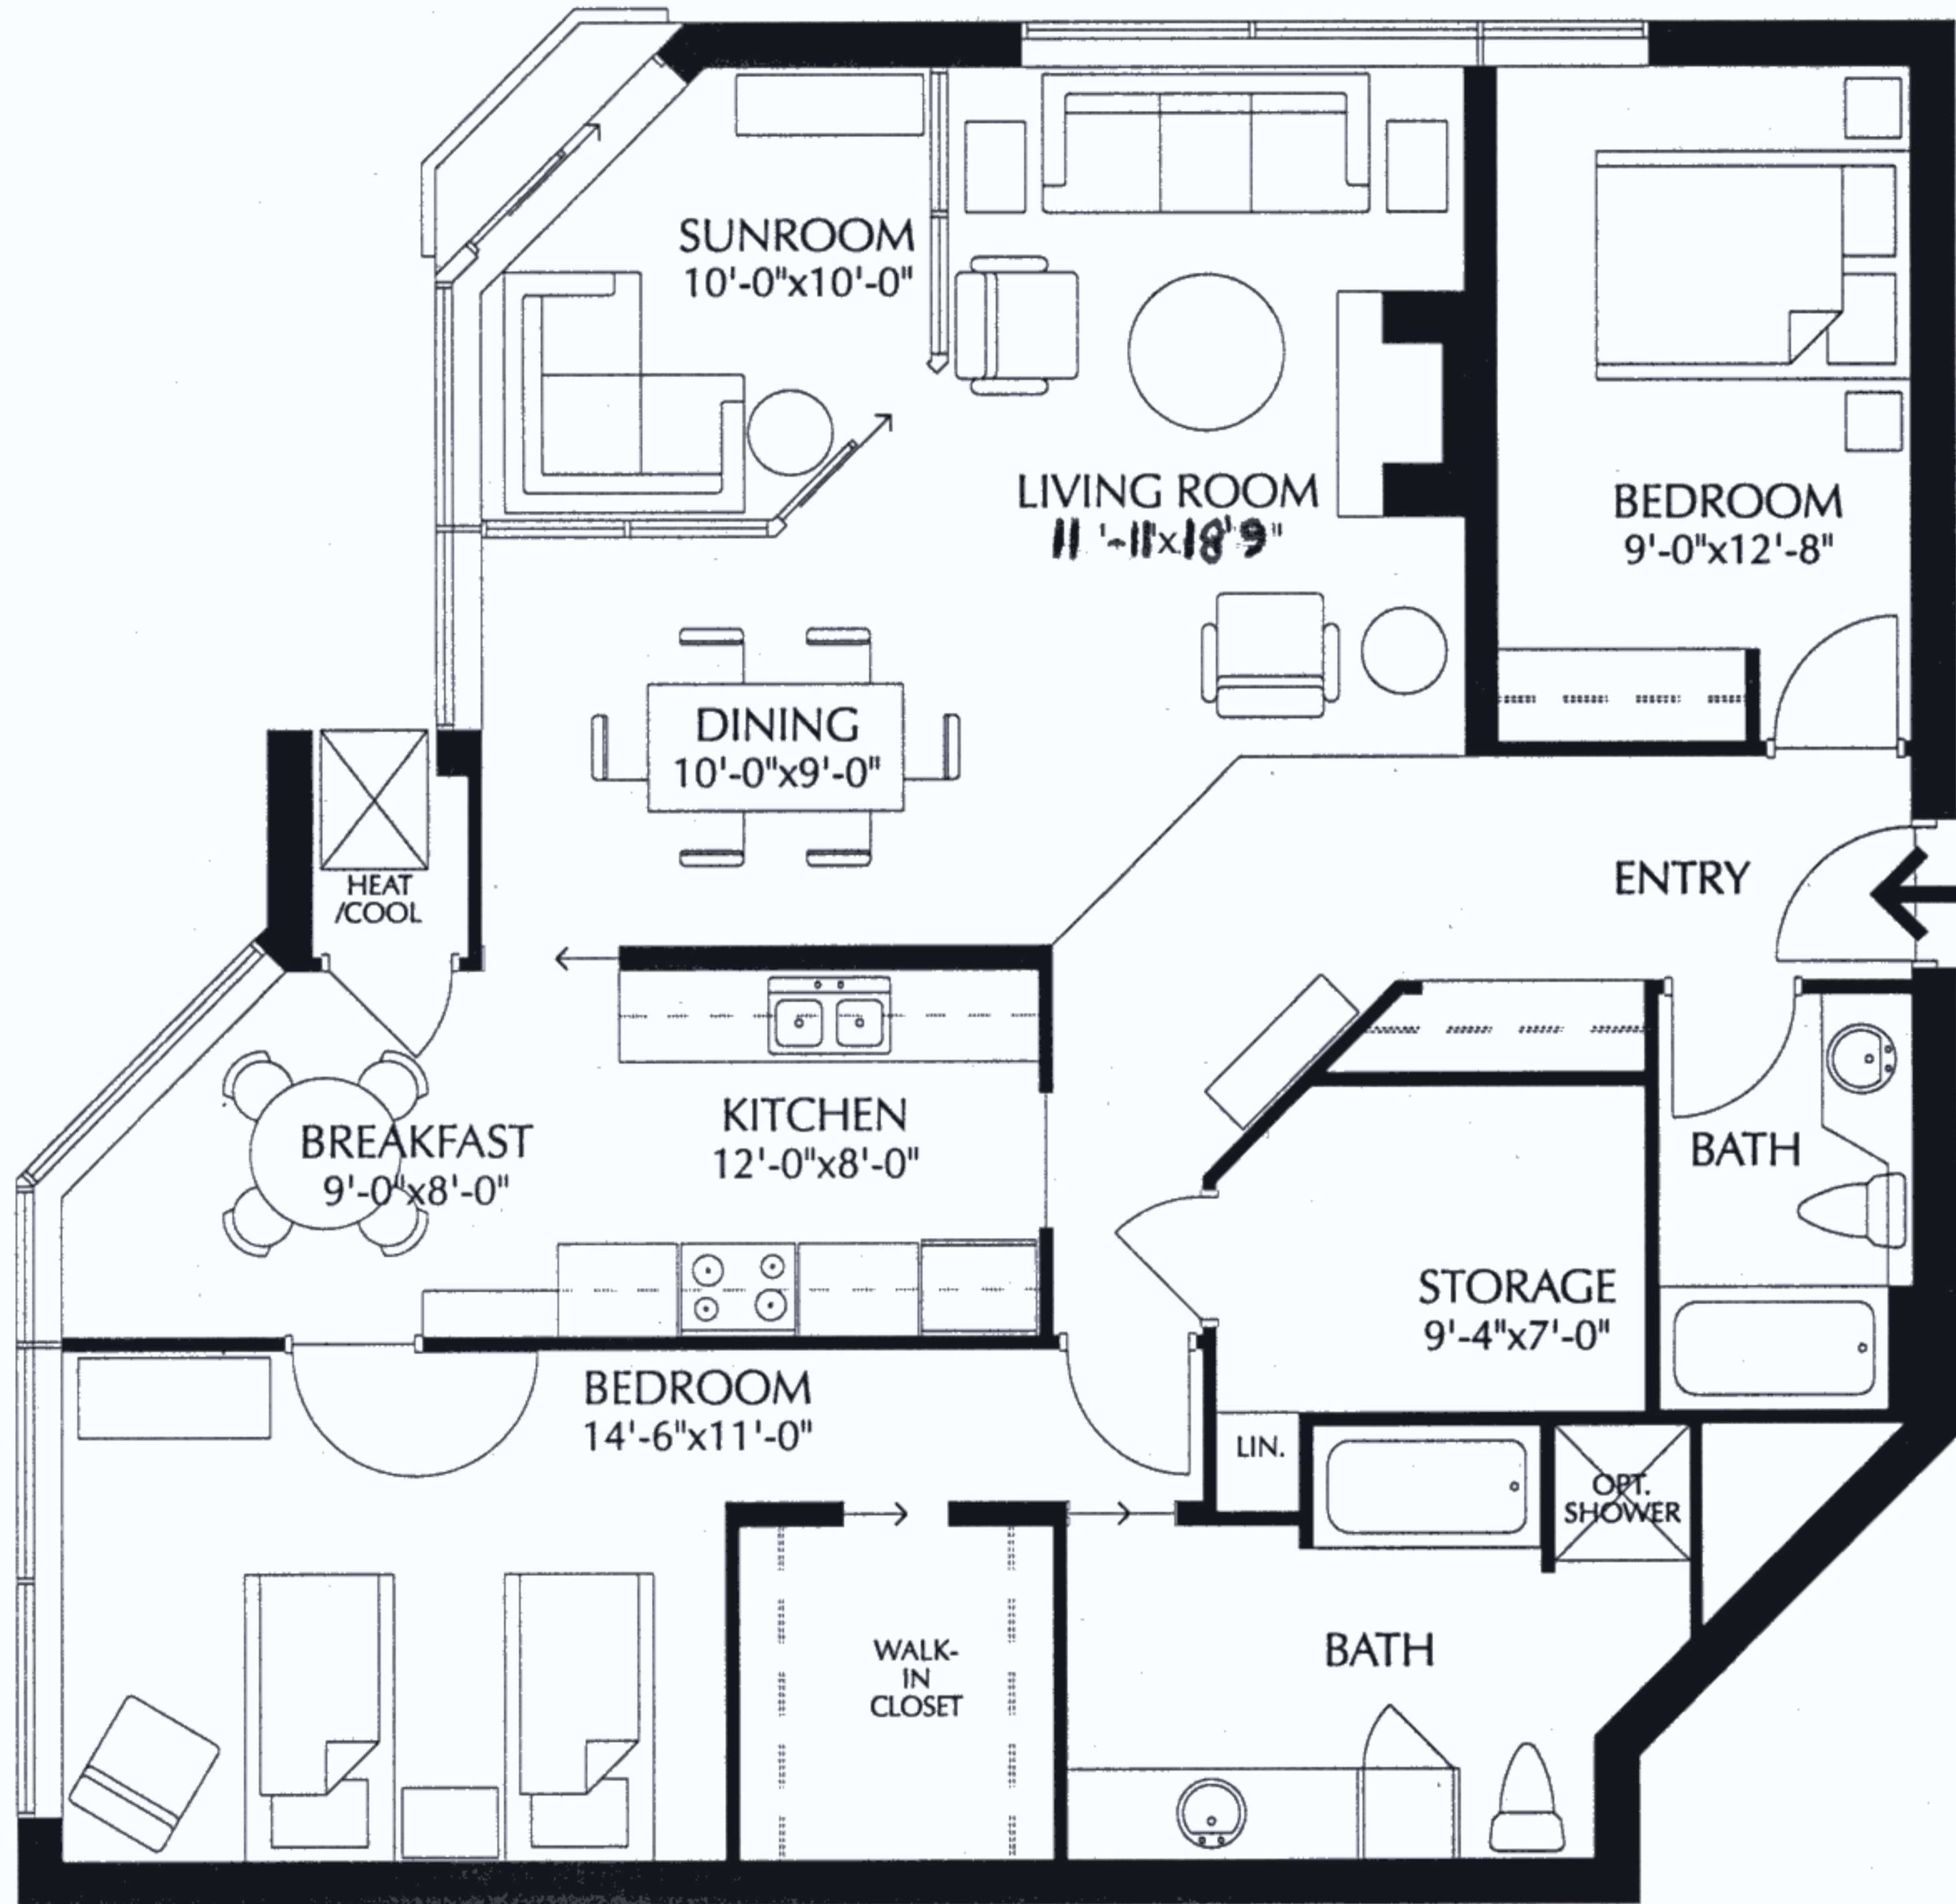 SUNROOM
10'-0"x10'-0"
LIVING ROOM
11'-11"x18'9"
BEDROOM
9'-0"x12'-8"
DINING
10'-0"x9'-0"
HEAT
/COOL
ENTRY
BREAKFAST
9'-0"x8'-0"
KITCHEN
12'-0"x8'-0"
BATH
STORAGE
9'-4"x7'-0"
BEDROOM
14'-6"x11'-0"
LIN.
OPT.
SHOWER
WALK-
IN
CLOSET
BATH